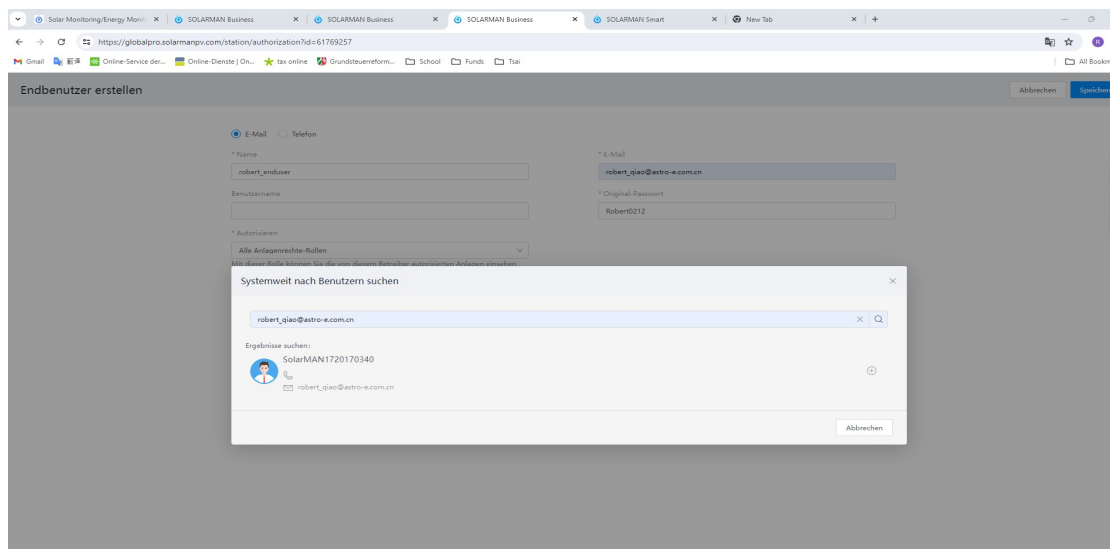 Solar Monitoring/Energy Monit
SOLARMAN Business
SOLARMAN Business
SOLARMAN Business
SOLARMAN Smart
New Tab
https://globalpro.solarmanpv.com/station/authorization?id=61769257
R
Gmail
翻译
Online-Service der...
Online-Dienste | On...
tax online
Grundsteuerreform...
School
Funds
Tsai
All Bookm
Endbenutzer erstellen
Abbrechen
Speichern
E-Mail
Telefon
* Name
* E-Mail
robert_enduser
robert_qiao@astro-e.com.cn
Benutzername
* Original-Passwort
Robert0212
* Autorisieren
Alle Anlagenrechte-Rollen
Mit dieser Rolle können Sie die von diesem Betreiber autorisierten Anlagen einsehen
Systemweit nach Benutzern suchen
robert_qiao@astro-e.com.cn
Ergebnisse suchen:
SolarMAN1720170340
robert_qiao@astro-e.com.cn
Abbrechen